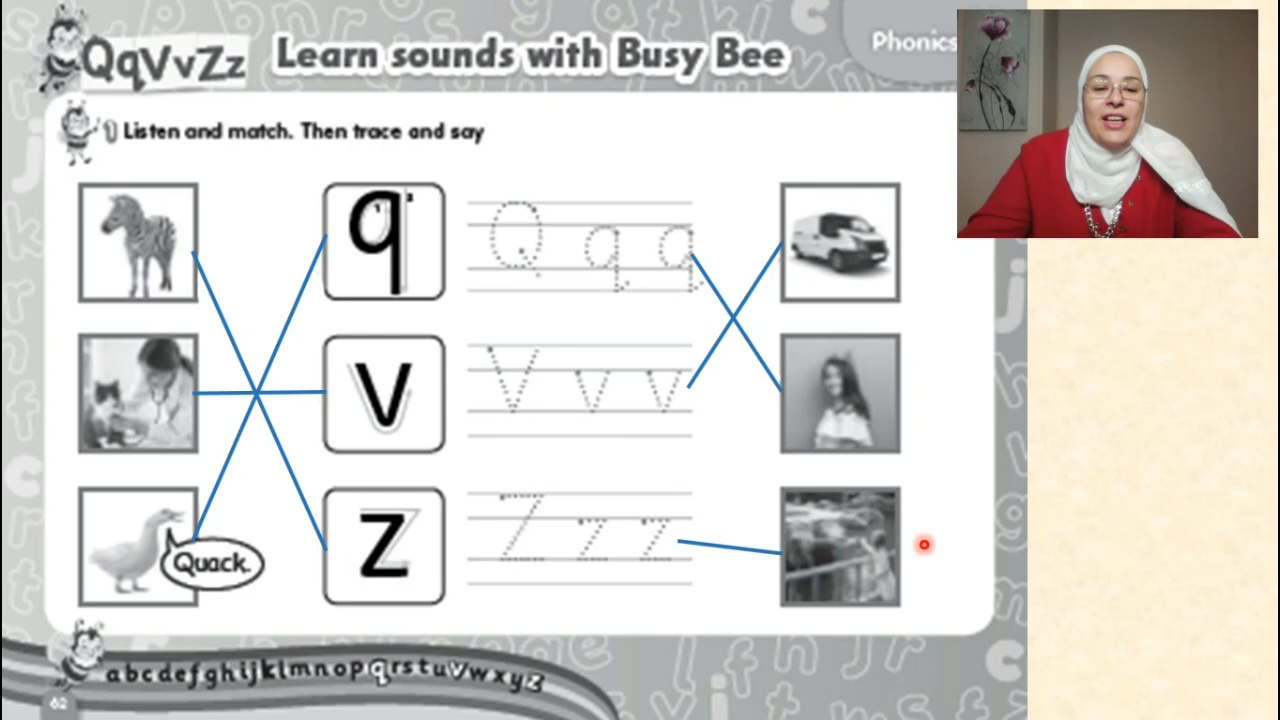 QqVvZz Learn sounds with Busy Bee
Phonics
1 Listen and match. Then trace and say
q Q q q
v V v v
z Z z z
Quack.
abcdefghijklmnopqrstuvwxyz
62